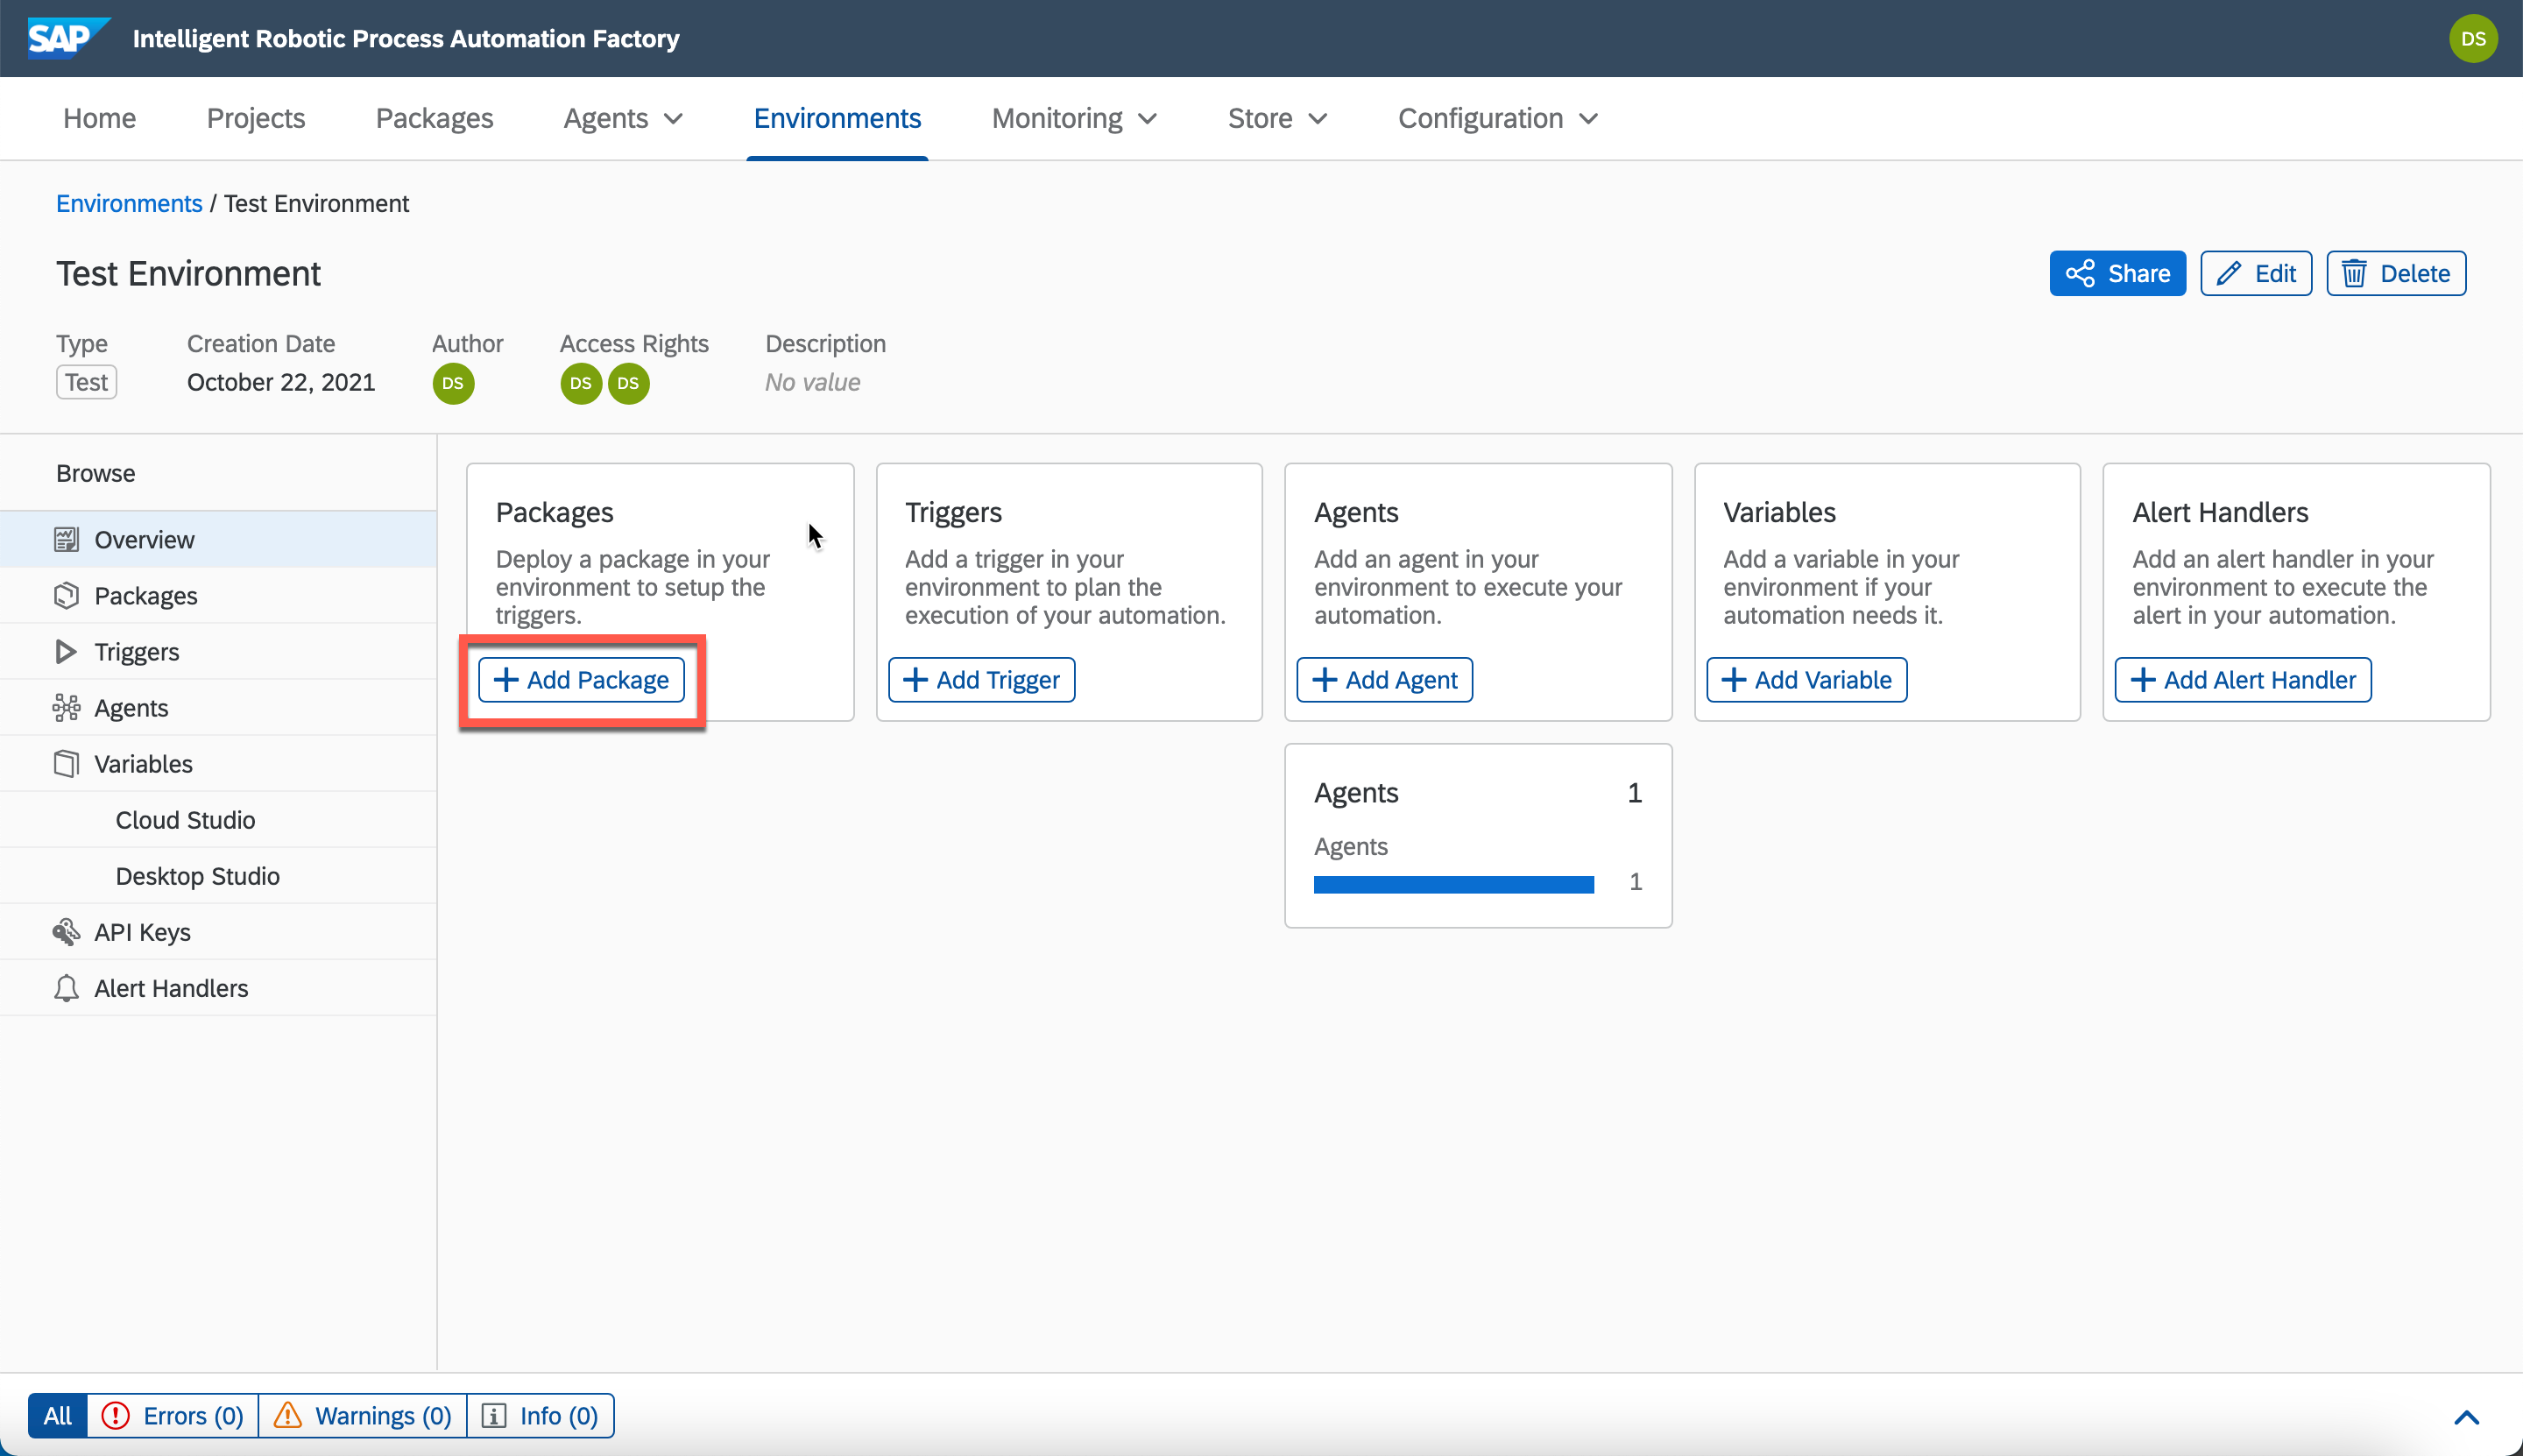 SAP Intelligent Robotic Process Automation Factory DS
Home Projects Packages Agents Environments Monitoring Store Configuration
Environments / Test Environment
Test Environment Share Edit Delete
Type Creation Date Author Access Rights Description
Test October 22, 2021 DS DS DS No value
Browse
Overview
Packages
Triggers
Agents
Variables
Cloud Studio
Desktop Studio
API Keys
Alert Handlers
Packages
Deploy a package in your
environment to setup the
triggers.
Add Package
Triggers
Add a trigger in your
environment to plan the
execution of your automation.
Add Trigger
Agents
Add an agent in your
environment to execute your
automation.
Add Agent
Variables
Add a variable in your
environment if your
automation needs it.
Add Variable
Alert Handlers
Add an alert handler in your
environment to execute the
alert in your automation.
Add Alert Handler
Agents 1
Agents
1
All Errors (0) Warnings (0) Info (0)